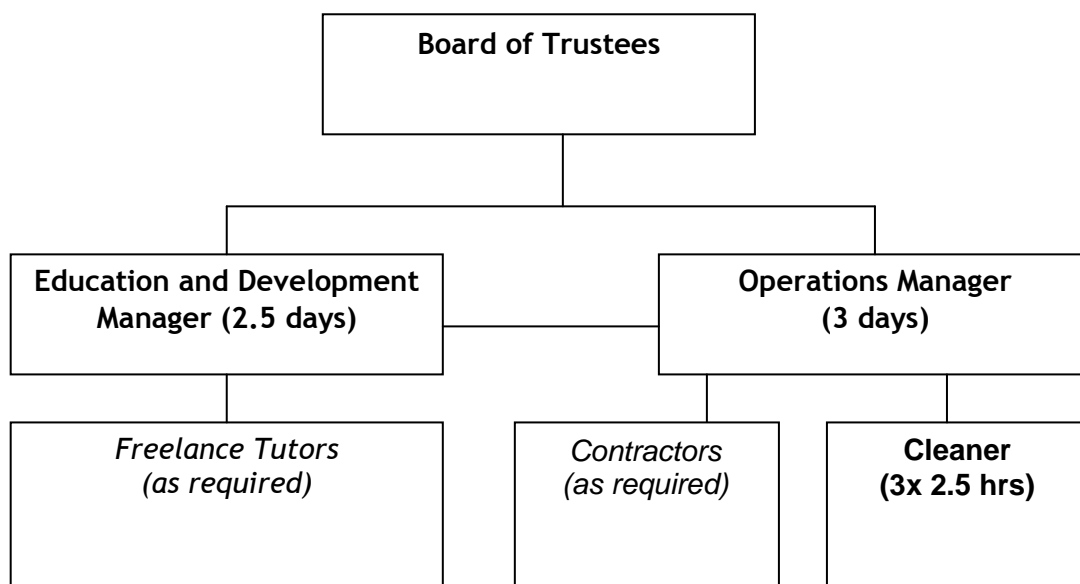 Board of Trustees
Education and Development
Manager (2.5 days)
Operations Manager
(3 days)
Freelance Tutors
(as required)
Contractors
(as required)
Cleaner
(3x 2.5 hrs)